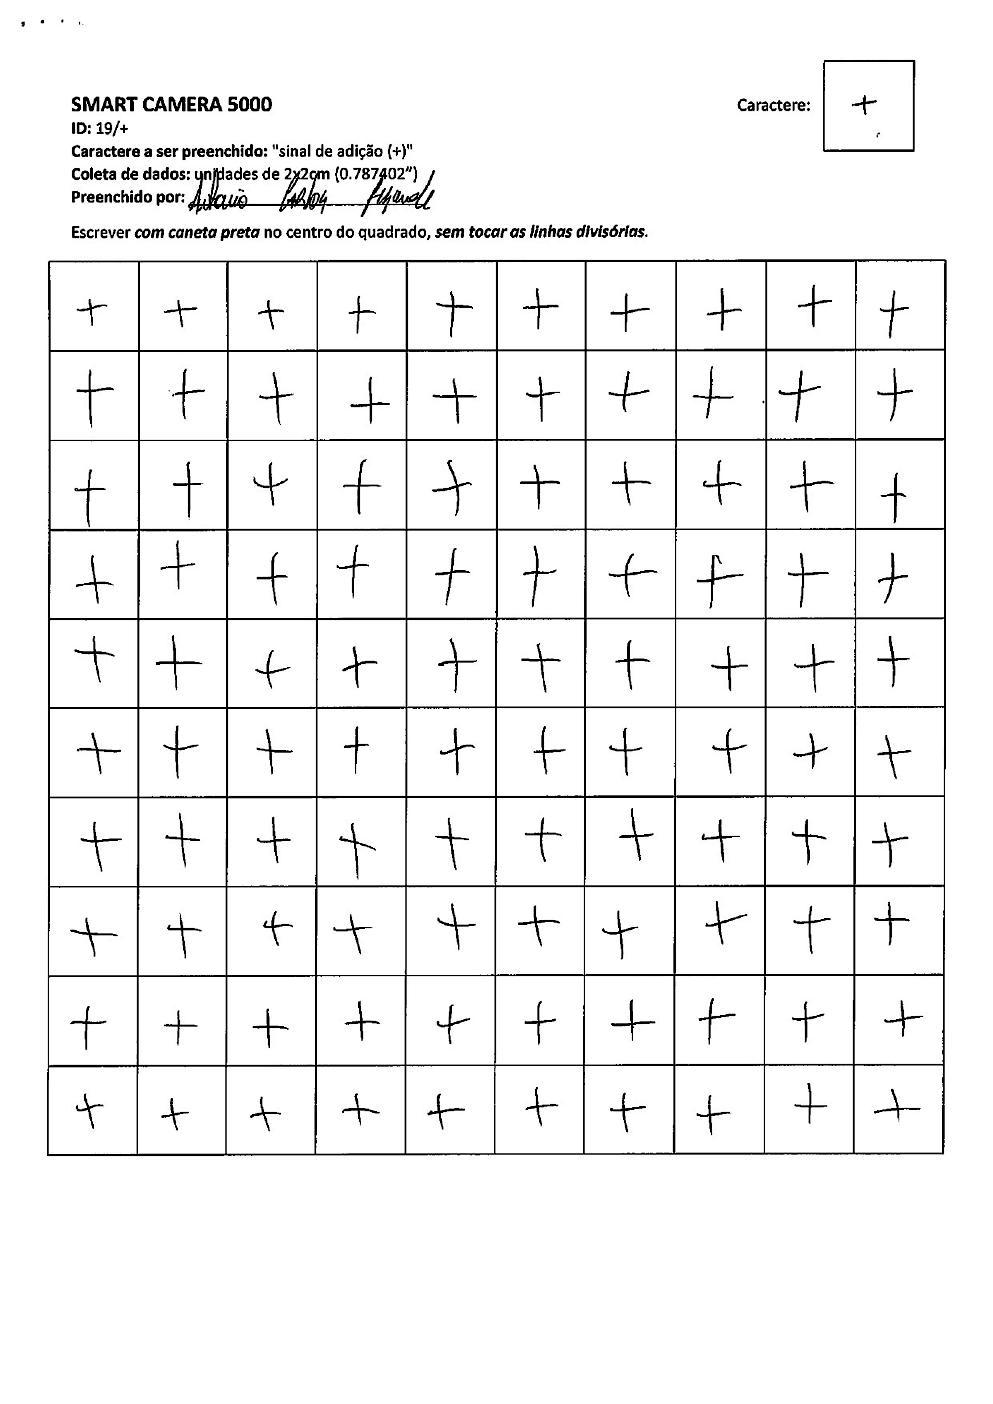 SMART CAMERA 5000
Caractere: +
ID: 19/+
Caractere a ser preenchido: "sinal de adição (+)"
Coleta de dados: unidades de 2x2cm (0.787402")
Preenchido por: Antonio Carlos
Escrever com caneta preta no centro do quadrado, sem tocar as linhas divisórias.
+ + + + + + + + + +
+ + + + + + + + + +
+ + + + + + + + + +
+ + + + + + + + + +
+ + + + + + + + + +
+ + + + + + + + + +
+ + + + + + + + + +
+ + + + + + + + + +
+ + + + + + + + + +
+ + + + + + + + + +